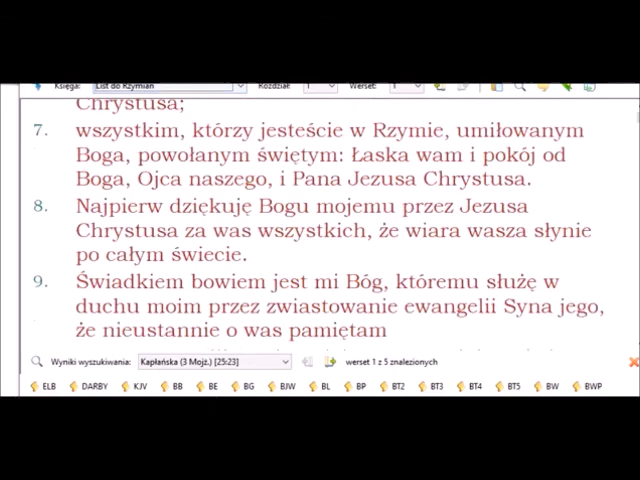 Księga: List do Rzymian Rozdział: 1 Werset: 1
Chrystusa;
7. wszystkim, którzy jesteście w Rzymie, umiłowanym
Boga, powołanym świętym: Łaska wam i pokój od
Boga, Ojca naszego, i Pana Jezusa Chrystusa.
8. Najpierw dziękuję Bogu mojemu przez Jezusa
Chrystusa za was wszystkich, że wiara wasza słynie
po całym świecie.
9. Świadkiem bowiem jest mi Bóg, któremu służę w
duchu moim przez zwiastowanie ewangelii Syna jego,
że nieustannie o was pamiętam
Wyniki wyszukiwania: Kapłańska (3 Mojż.) [25:23] werset 1 z 5 znalezionych
ELB DARBY KJV BB BE BG BJW BL BP BT2 BT3 BT4 BT5 BW BWP